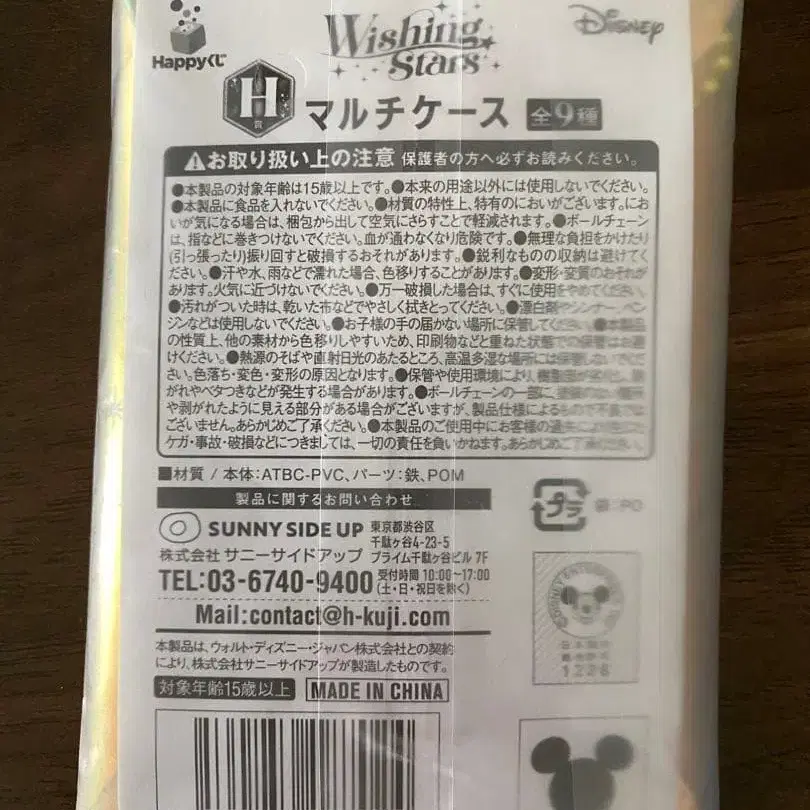 Happyくじ
Wishing Stars
Disney
H賞 マルチケース 全9種
⚠お取り扱い上の注意 保護者の方へ必ずお読みください。
●本製品の対象年齢は15歳以上です。●本来の用途以外には使用しないでください。
●本製品に食品を入れないでください。●材質の特性上、特有のにおいがございます。にお
いが気になる場合は、梱包から出して空気にさらすことで軽減されます。●ボールチェーン
は、指などに巻きつけないでください。血が通わなくなり危険です。●無理な負担をかけたり
(引っ張ったり)振り回すと破損するおそれがあります。●鋭利なものの収納は避けてく
ださい。●汗や水、雨などで濡れた場合、色移りすることがあります。●変形・変質のおそれが
あります。火気に近づけないでください。●万一破損した場合は、すぐに使用をやめてください。
●汚れがついた時は、乾いた布などでやさしく拭きとってください。●漂白剤やシンナー、ベン
ジンなどは使用しないでください。●お子様の手の届かない場所に保管してください。●本製品
の性質上、他の素材から色移りしやすいため、印刷物などと重ねた状態での保管はお避
けください。●熱源のそばや直射日光のあたるところ、高温多湿な場所には保管しないでくだ
さい。色落ち・変色・変形の原因となります。●保管や使用環境により、
がれやベタつきなどが発生する場合があります。●ボールチェーンの一部に、
や剥がれたように見える部分がある場合がございますが、製品仕様によるもので不良では
ございません。あらかじめご了承ください。●本製品のご使用中にお客様の過失により生じた
ケガ・事故・破損などにつきましては、一切の責任を負いかねます。あらかじめご了承ください。
■材質 / 本体:ATBC-PVC、パーツ:鉄、POM
製品に関するお問い合わせ
SUNNY SIDE UP
株式会社 サニーサイドアップ
東京都渋谷区
千駄ヶ谷4-23-5
プライム千駄ヶ谷ビル 7F
TEL:03-6740-9400 受付時間 10:00〜17:00
(土・日・祝日を除く)
Mail:contact@h-kuji.com
本製品は、ウォルト・ディズニー・ジャパン株式会社との契約
により、株式会社サニーサイドアップが製造したものです。
対象年齢15歳以上 MADE IN CHINA
プラ 袋:PO